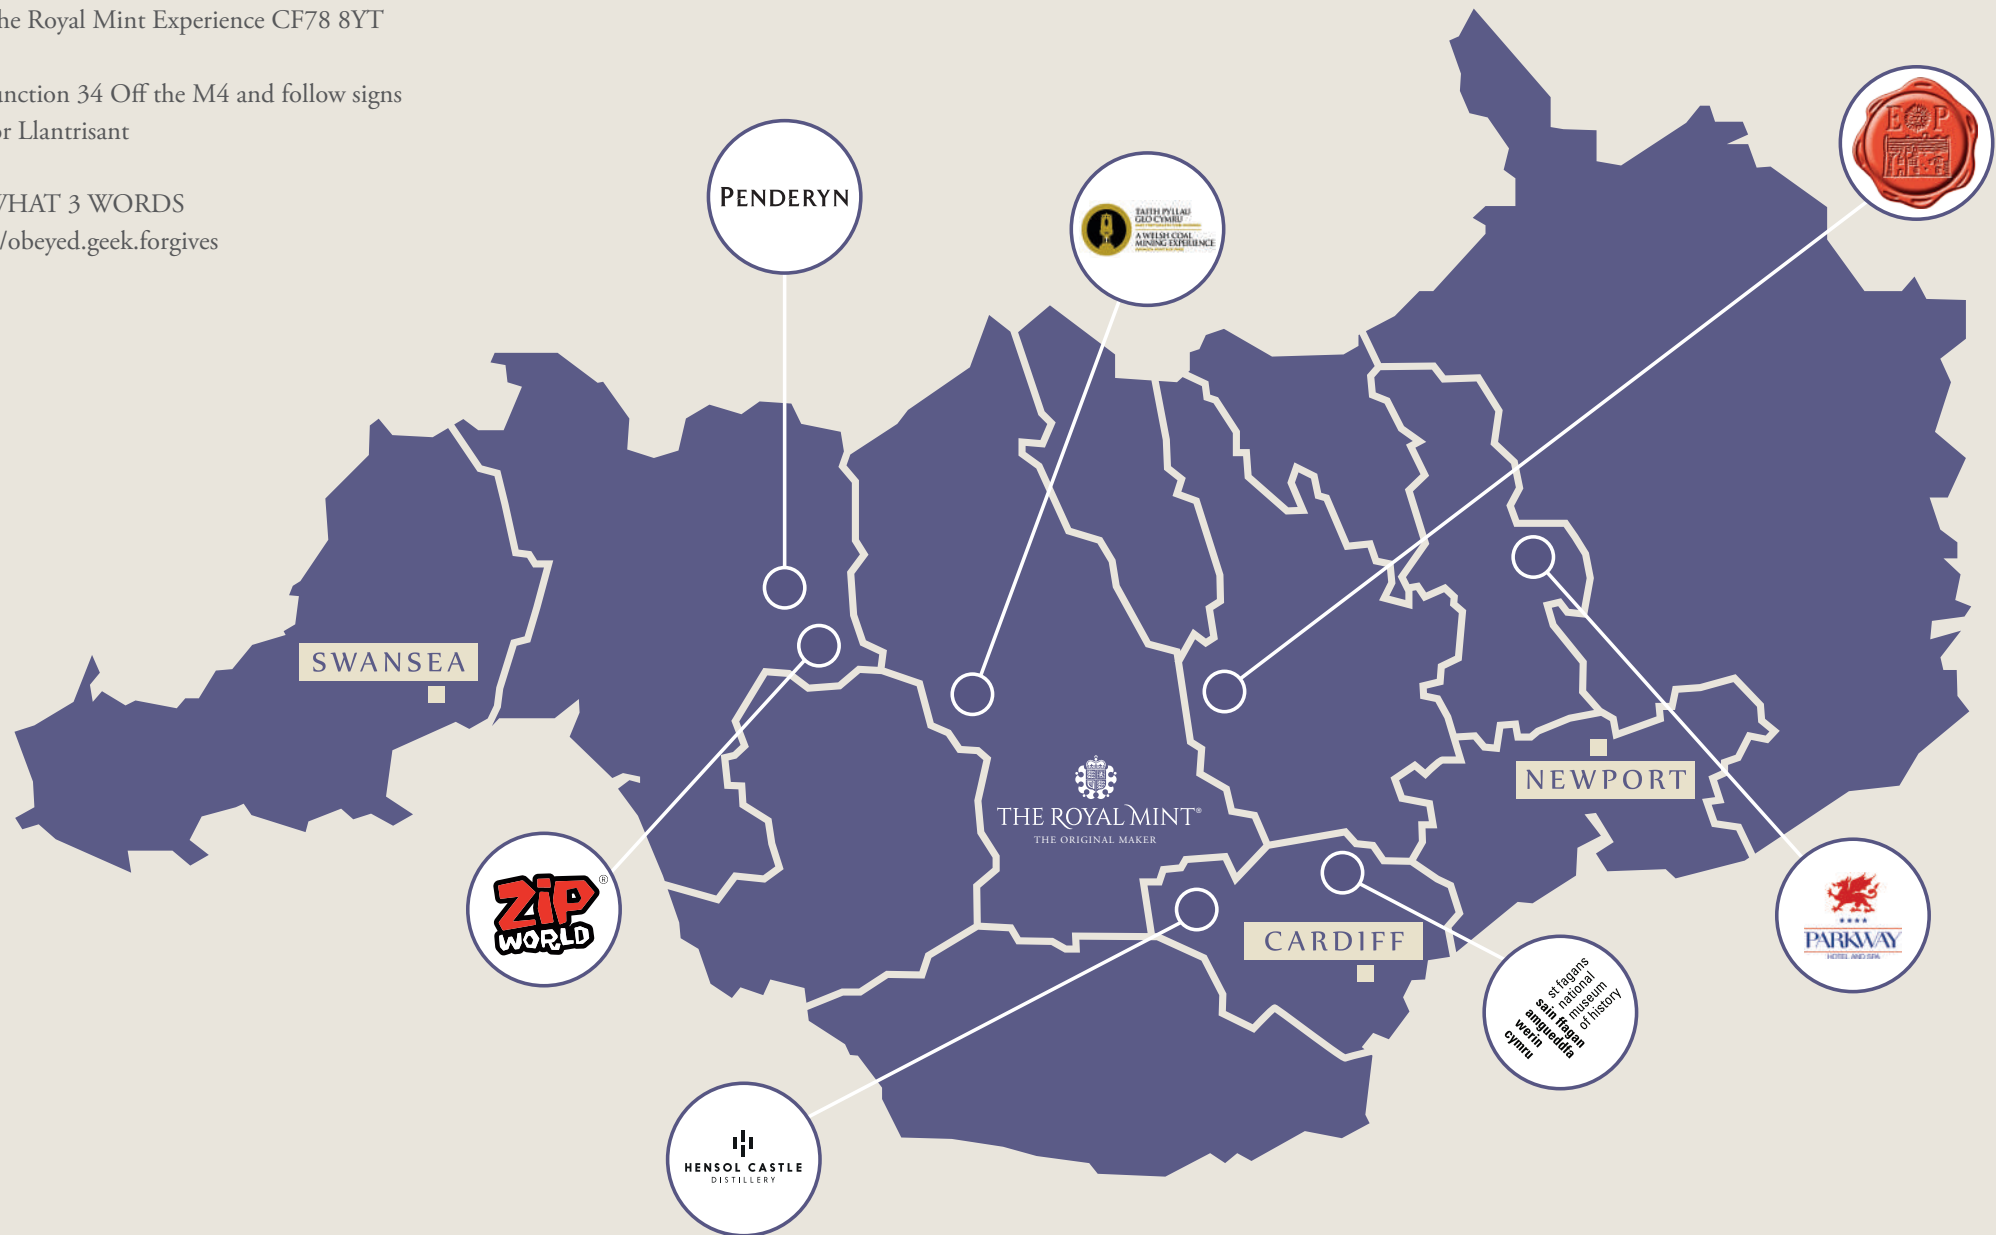 he Royal Mint Experience CF78 8YT
unction 34 Off the M4 and follow signs
or Llantrisant
WHAT 3 WORDS
//obeyed.geek.forgives
PENDERYN
TAITH PYLLAU
GLO CYMRU
A WELSH COAL
MINING EXPERIENCE
E P
SWANSEA
THE ROYAL MINT®
THE ORIGINAL MAKER
NEWPORT
ZIP
WORLD
®
CARDIFF
PARKWAY
HOTEL AND SPA
st fagans
national
museum
of history
sain ffagan
amgueddfa
werin
cymru
HENSOL CASTLE
DISTILLERY